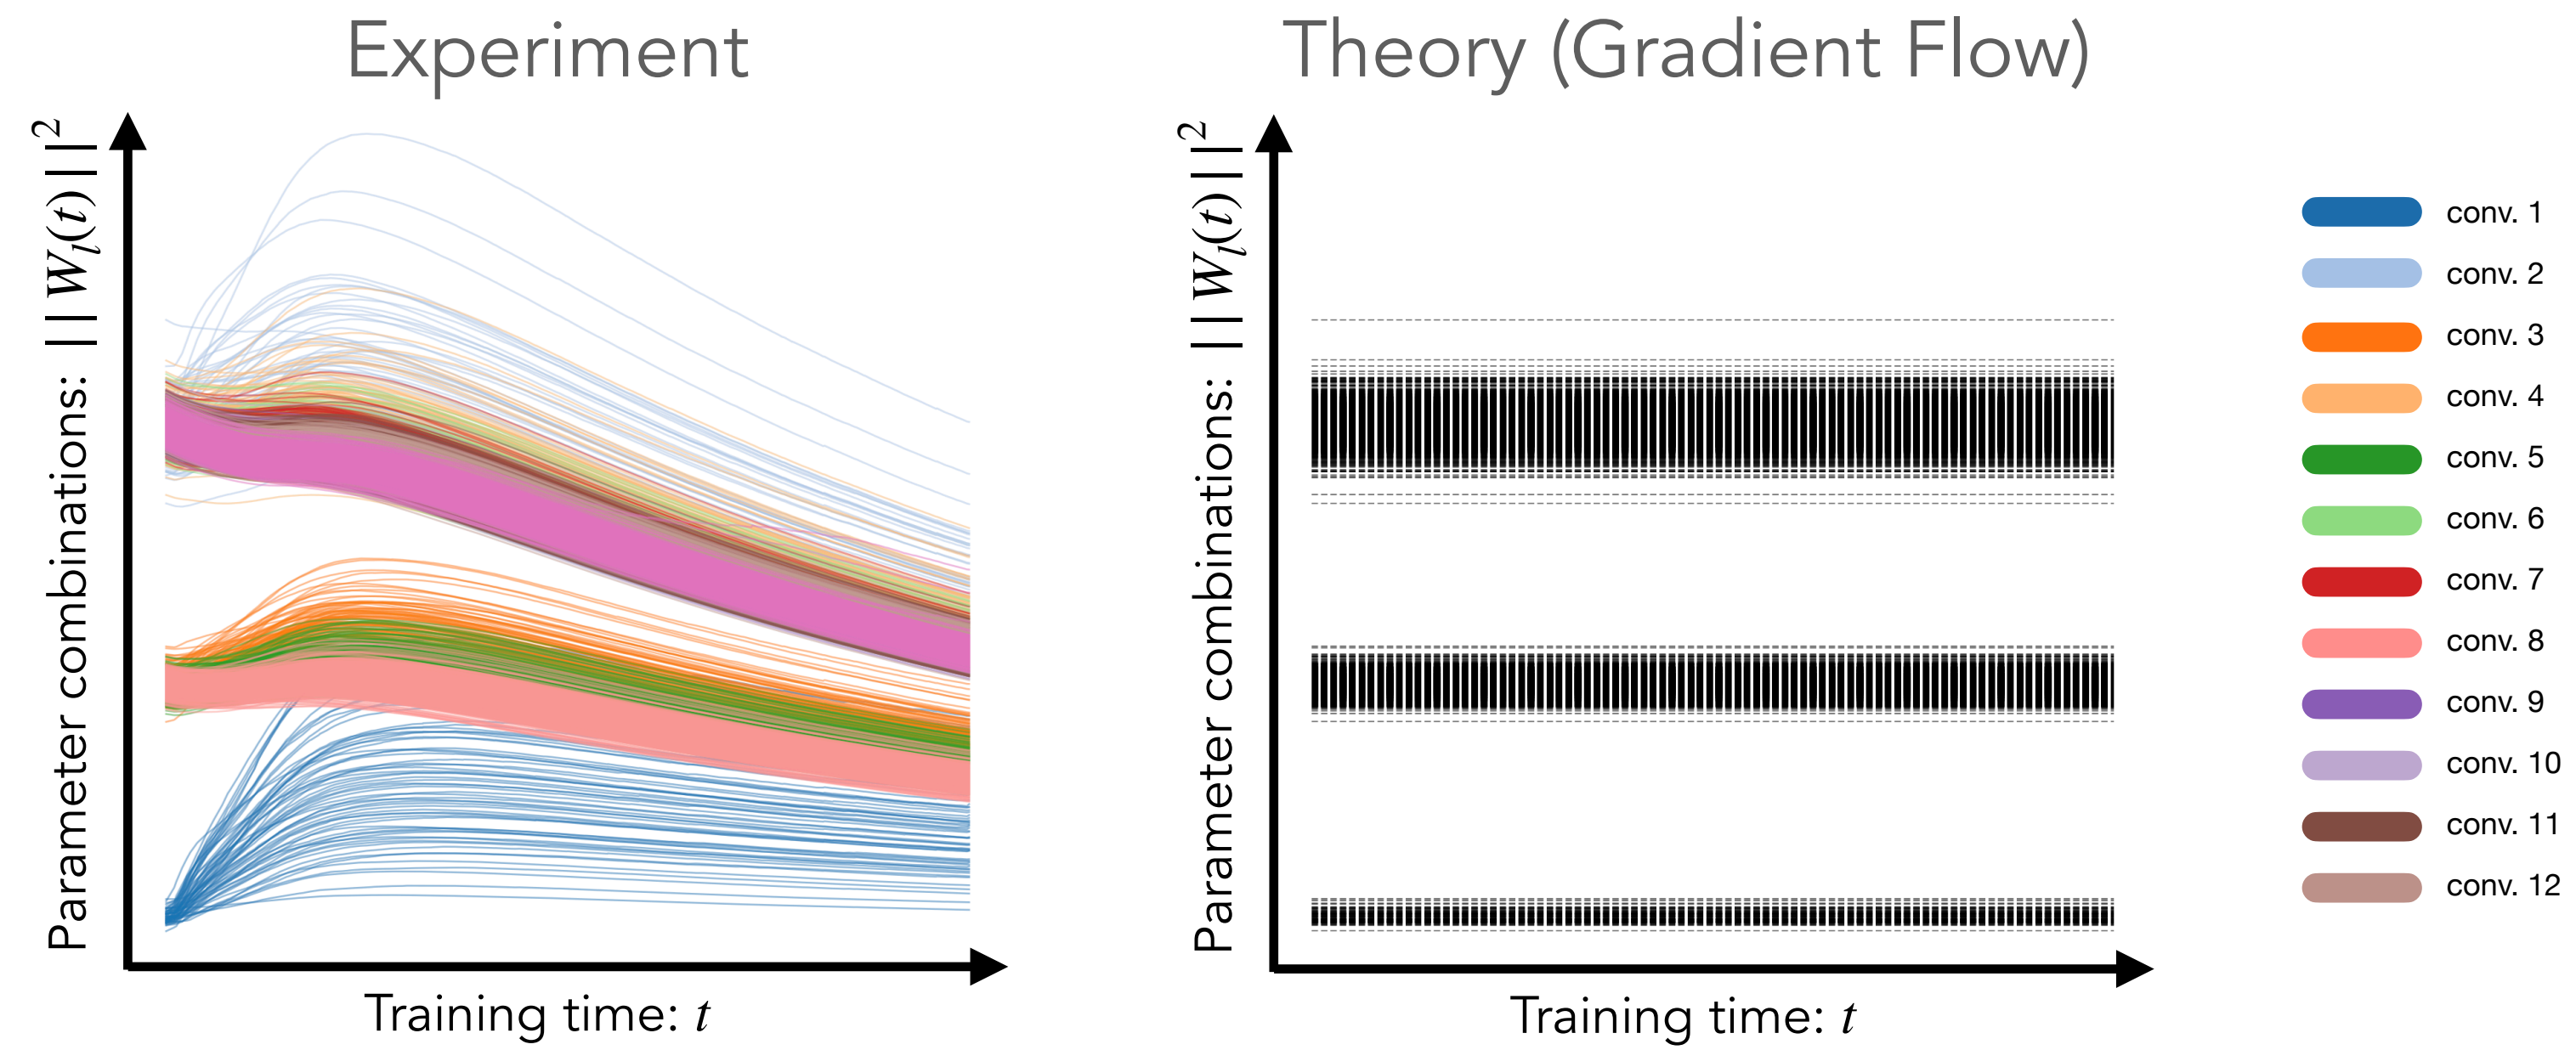 Experiment
Theory (Gradient Flow)
Parameter combinations: ||W_l(t)||^2
Training time: t
Parameter combinations: ||W_l(t)||^2
Training time: t
conv. 1
conv. 2
conv. 3
conv. 4
conv. 5
conv. 6
conv. 7
conv. 8
conv. 9
conv. 10
conv. 11
conv. 12